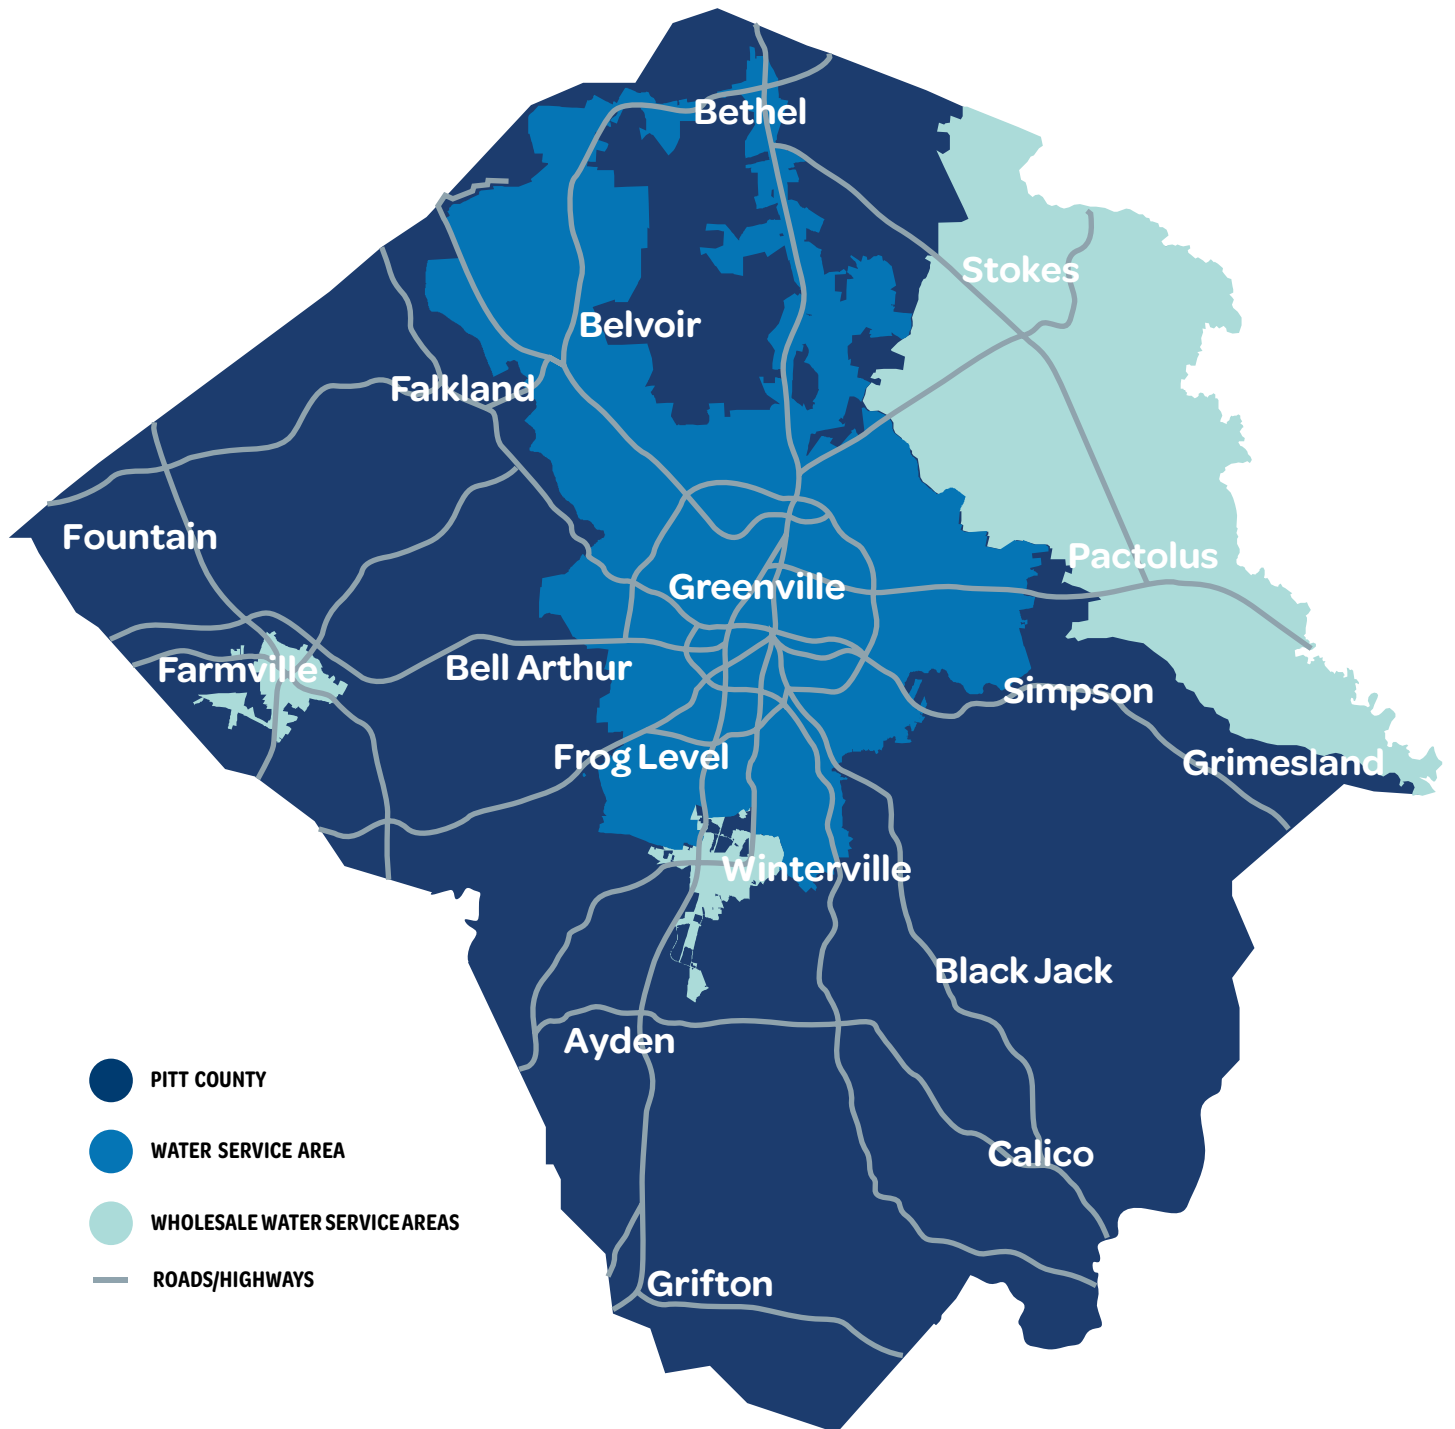 Bethel
Stokes
Belvoir
Falkland
Fountain
Pactolus
Greenville
Farmville
Bell Arthur
Simpson
Frog Level
Grimesland
Winterville
Black Jack
Ayden
PITT COUNTY
WATER SERVICE AREA
Calico
WHOLESALE WATER SERVICE AREAS
ROADS/HIGHWAYS
Grifton